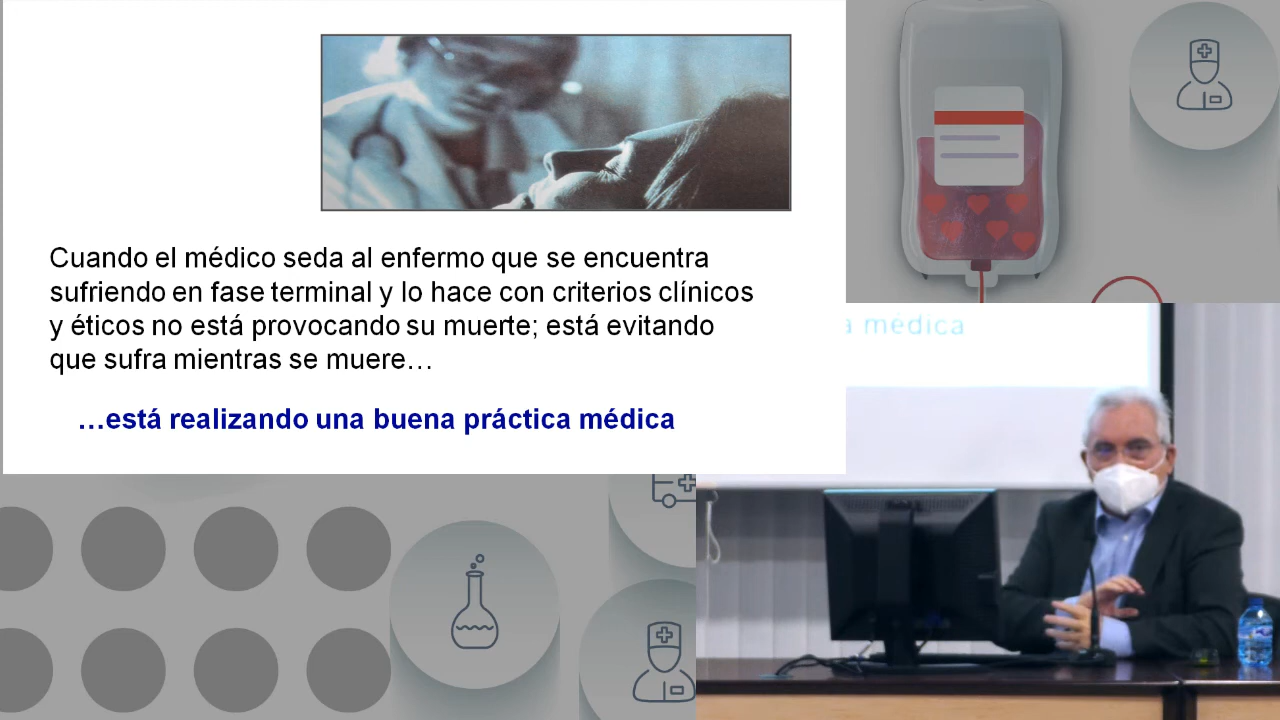 Cuando el médico seda al enfermo que se encuentra
sufriendo en fase terminal y lo hace con criterios clínicos
y éticos no está provocando su muerte; está evitando
que sufra mientras se muere…
…está realizando una buena práctica médica
a médica